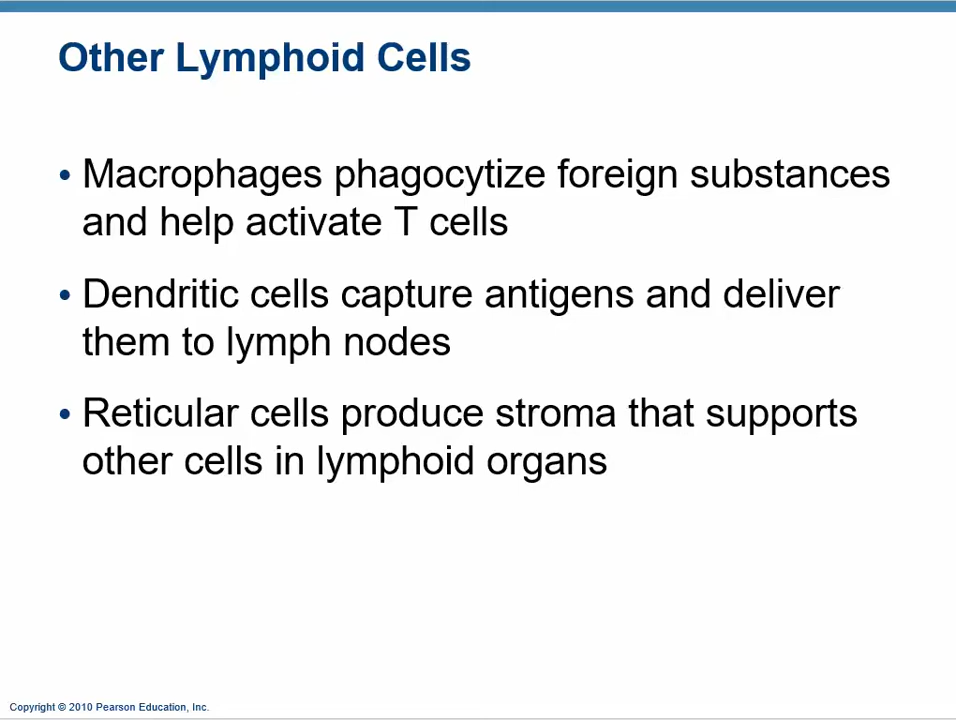 Other Lymphoid Cells
• Macrophages phagocytize foreign substances
and help activate T cells
• Dendritic cells capture antigens and deliver
them to lymph nodes
• Reticular cells produce stroma that supports
other cells in lymphoid organs
Copyright © 2010 Pearson Education, Inc.